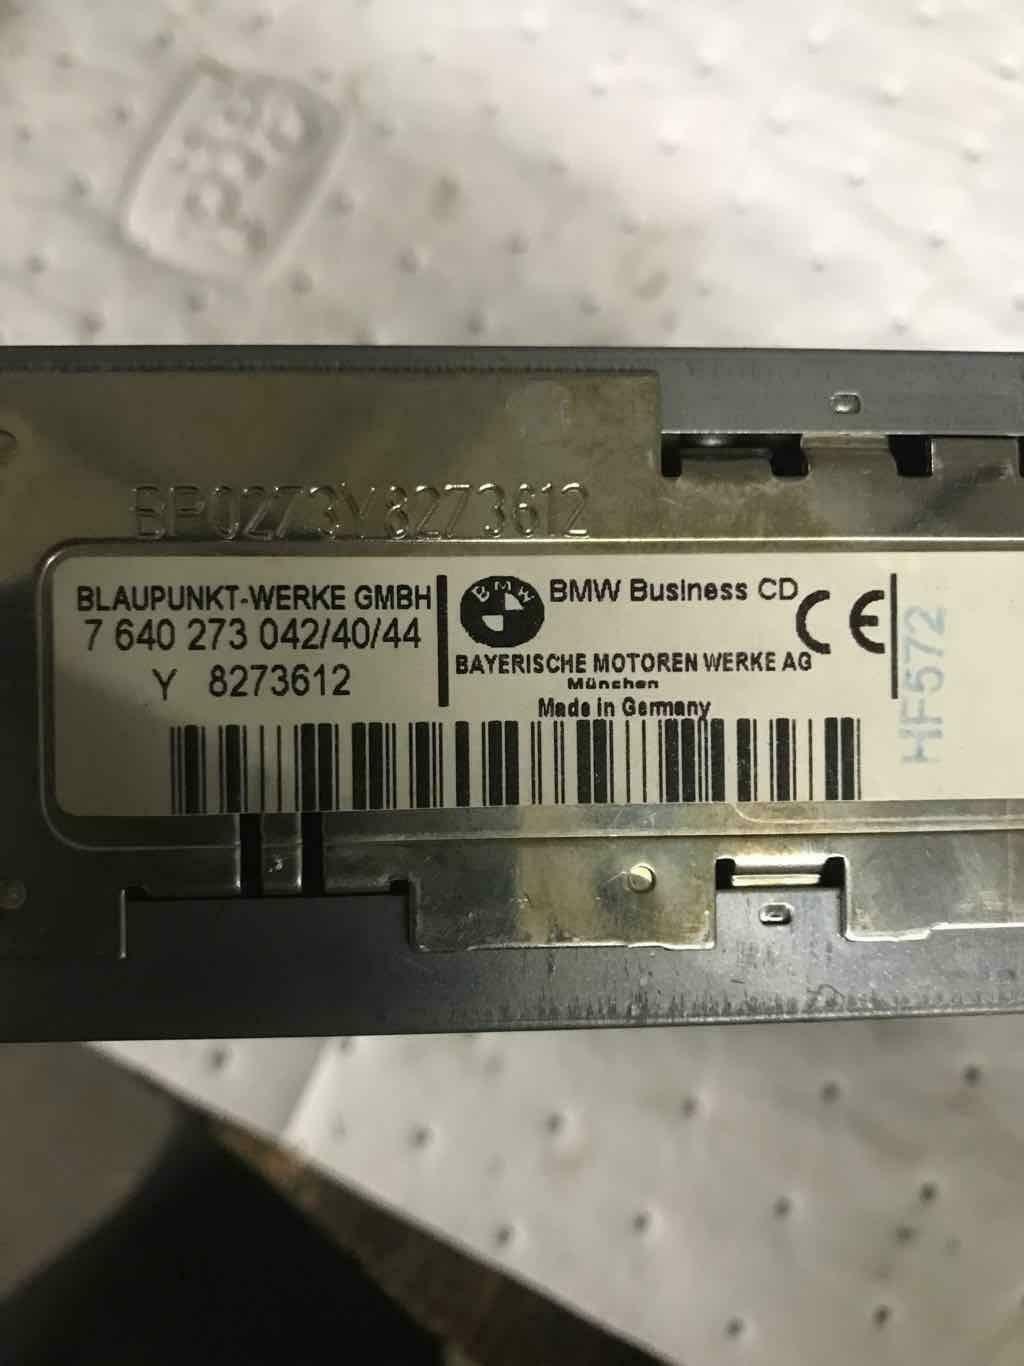 pig
BP0273Y8273612
BLAUPUNKT-WERKE GMBH
7 640 273 042/40/44
Y 8273612
BMW
BMW Business CD
CE
BAYERISCHE MOTOREN WERKE AG
München
Made in Germany
HF572